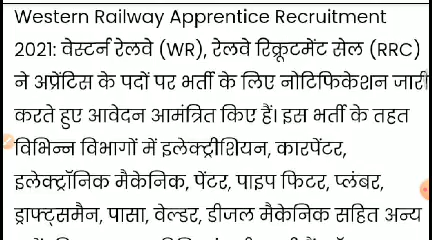 Western Railway Apprentice Recruitment
2021: वेस्टर्न रेलवे (WR), रेलवे रिक्रूटमेंट सेल (RRC)
ने अप्रेंटिस के पदों पर भर्ती के लिए नोटिफिकेशन जारी
करते हुए आवेदन आमंत्रित किए हैं। इस भर्ती के तहत
विभिन्न विभागों में इलेक्ट्रीशियन, कारपेंटर,
इलेक्ट्रॉनिक मैकेनिक, पेंटर, पाइप फिटर, प्लंबर,
ड्राफ्ट्समैन, पासा, वेल्डर, डीजल मैकेनिक सहित अन्य